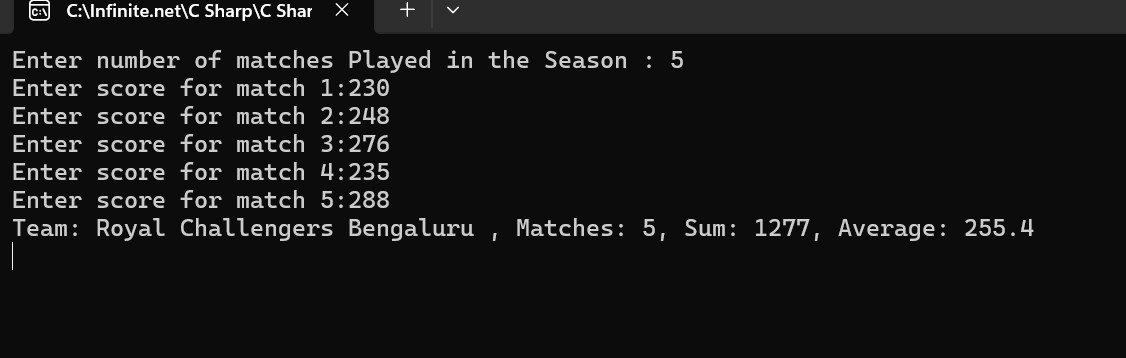 C:\Infinite.net\C Sharp\C Shar
Enter number of matches Played in the Season : 5
Enter score for match 1:230
Enter score for match 2:248
Enter score for match 3:276
Enter score for match 4:235
Enter score for match 5:288
Team: Royal Challengers Bengaluru , Matches: 5, Sum: 1277, Average: 255.4